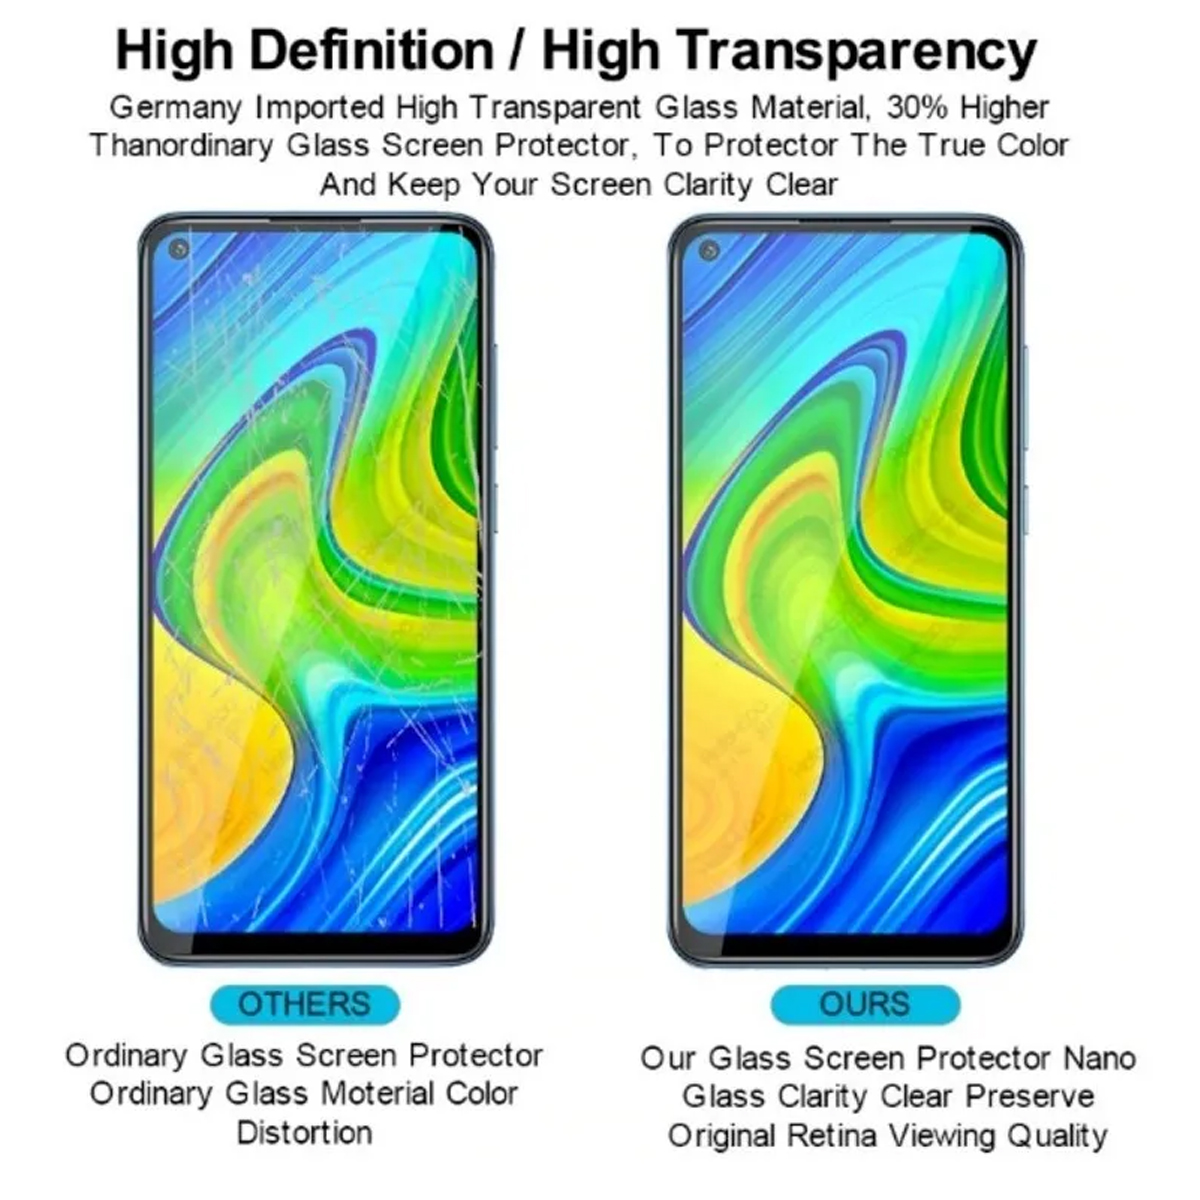 High Definition / High Transparency
Germany Imported High Transparent Glass Material, 30% Higher
Thanordinary Glass Screen Protector, To Protector The True Color
And Keep Your Screen Clarity Clear
OTHERS
Ordinary Glass Screen Protector
Ordinary Glass Moterial Color
Distortion
OURS
Our Glass Screen Protector Nano
Glass Clarity Clear Preserve
Original Retina Viewing Quality